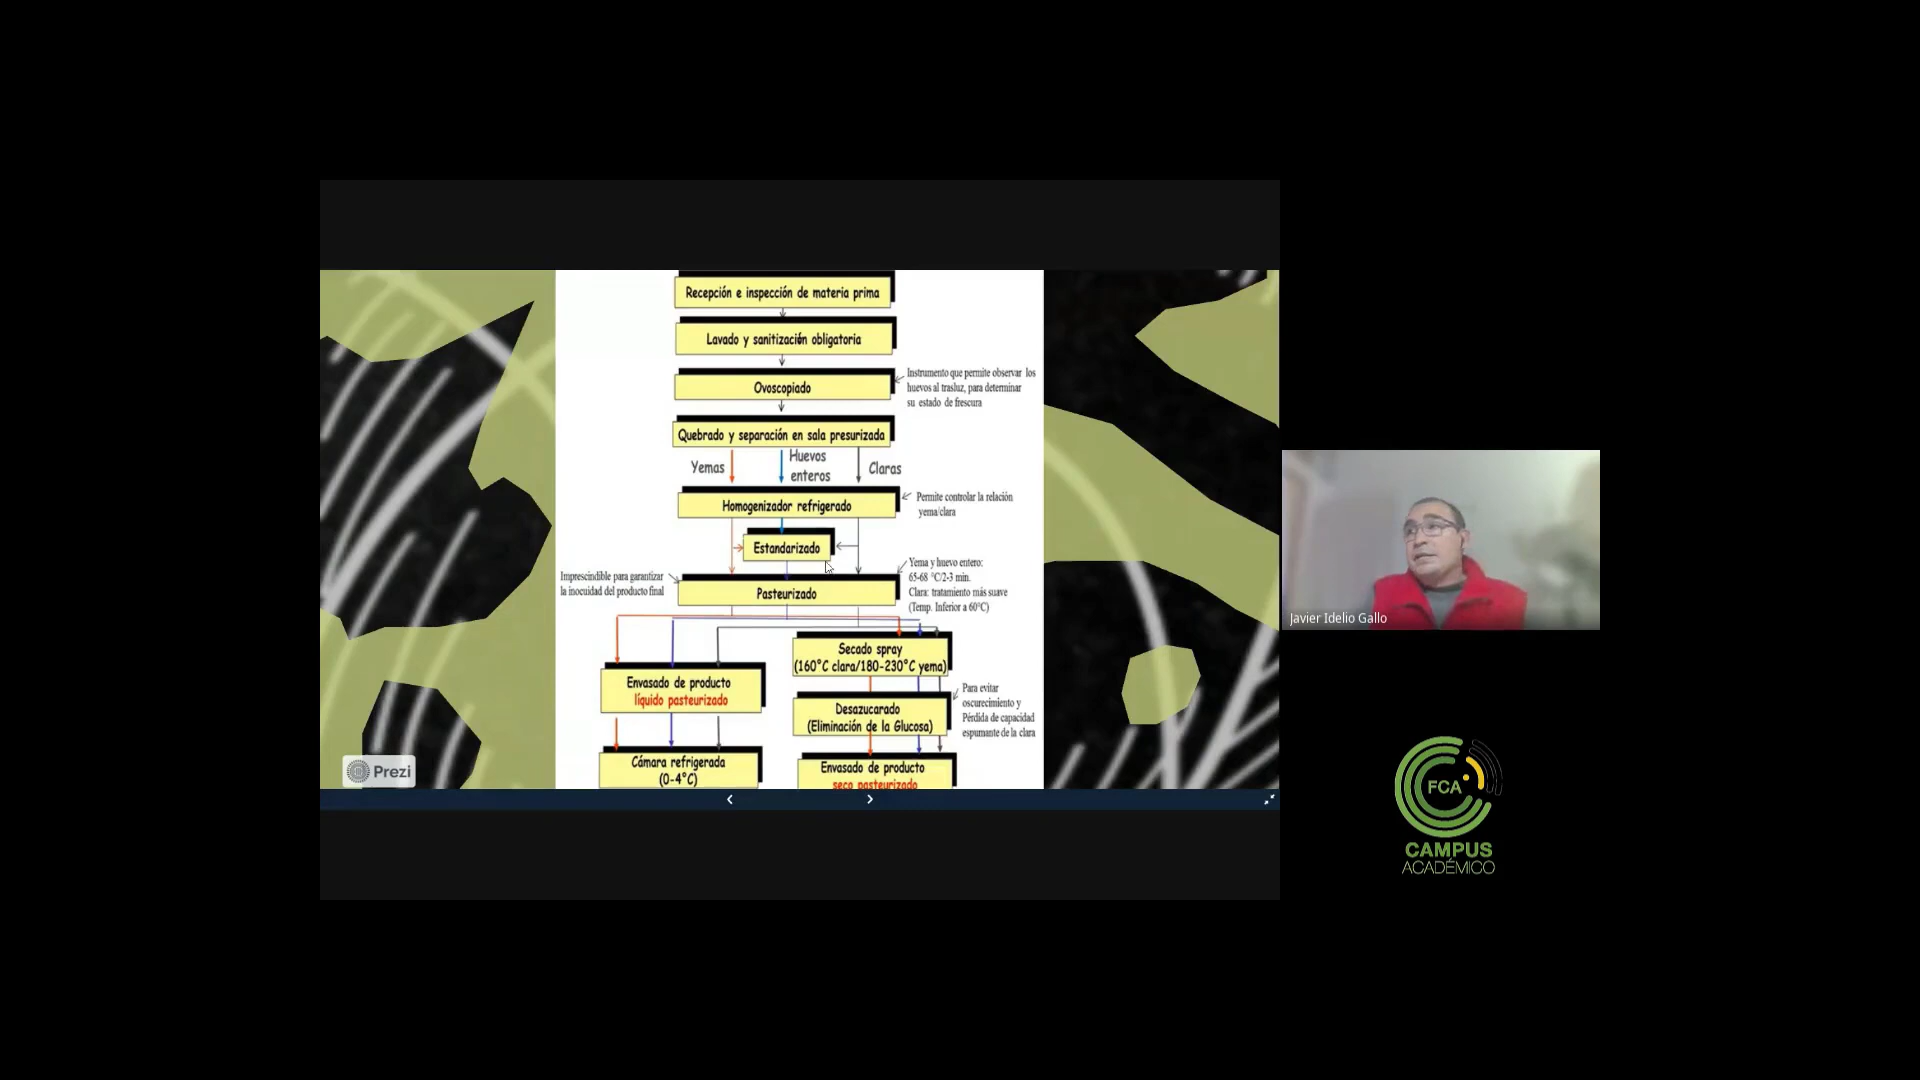 Recepción e inspección de materia prima
Lavado y sanitización obligatoria
Ovoscopiado
Instrumento que permite observar los
huevos al trasluz, para determinar
su estado de frescura
Quebrado y separación en sala presurizada
Yemas
Huevos
enteros
Claras
Homogenizador refrigerado
Permite controlar la relación
yema/clara
Estandarizado
Imprescindible para garantizar
la inocuidad del producto final
Pasteurizado
Yema y huevo entero:
65-68 °C/2-3 min.
Clara: tratamiento más suave
(Temp. Inferior a 60°C)
Secado spray
(160°C clara/180-230°C yema)
Envasado de producto
líquido pasteurizado
Desazucarado
(Eliminación de la Glucosa)
Para evitar
oscurecimiento y
Pérdida de capacidad
espumante de la clara
Cámara refrigerada
(0-4°C)
Envasado de producto
seco pasteurizado
Prezi
Javier Idelio Gallo
FCA
CAMPUS
ACADÉMICO